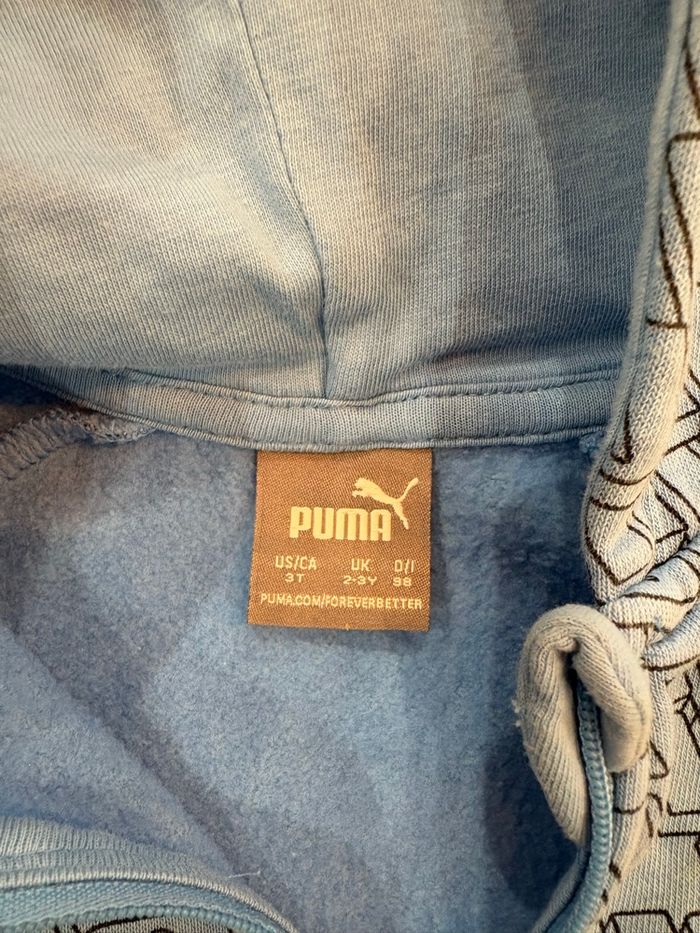 PUMA
US/CA UK D/I
3T 2-3Y 98
PUMA.COM/FOREVERBETTER